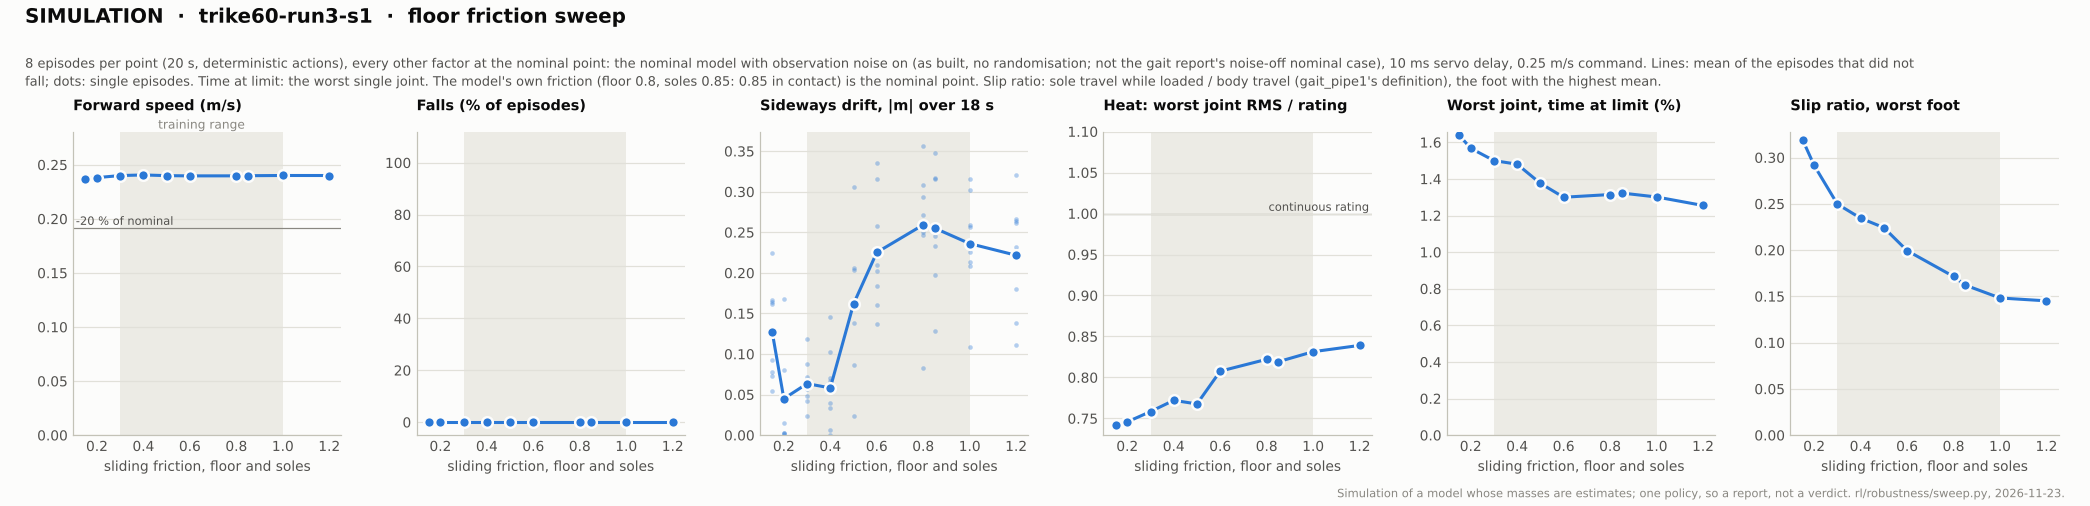 SIMULATION · trike60-run3-s1 · floor friction sweep
8 episodes per point (20 s, deterministic actions), every other factor at the nominal point: the nominal model with observation noise on (as built, no randomisation; not the gait report's noise-off nominal case), 10 ms servo delay, 0.25 m/s command. Lines: mean of the episodes that did not
fall; dots: single episodes. Time at limit: the worst single joint. The model's own friction (floor 0.8, soles 0.85: 0.85 in contact) is the nominal point. Slip ratio: sole travel while loaded / body travel (gait_pipe1's definition), the foot with the highest mean.
Forward speed (m/s)
training range
0.25
0.20
0.15
0.10
0.05
0.00
-20 % of nominal
0.2 0.4 0.6 0.8 1.0 1.2
sliding friction, floor and soles
Falls (% of episodes)
100
80
60
40
20
0
0.2 0.4 0.6 0.8 1.0 1.2
sliding friction, floor and soles
Sideways drift, |m| over 18 s
0.35
0.30
0.25
0.20
0.15
0.10
0.05
0.00
0.2 0.4 0.6 0.8 1.0 1.2
sliding friction, floor and soles
Heat: worst joint RMS / rating
1.10
1.05
1.00
0.95
0.90
0.85
0.80
0.75
continuous rating
0.2 0.4 0.6 0.8 1.0 1.2
sliding friction, floor and soles
Worst joint, time at limit (%)
1.6
1.4
1.2
1.0
0.8
0.6
0.4
0.2
0.0
0.2 0.4 0.6 0.8 1.0 1.2
sliding friction, floor and soles
Slip ratio, worst foot
0.30
0.25
0.20
0.15
0.10
0.05
0.00
0.2 0.4 0.6 0.8 1.0 1.2
sliding friction, floor and soles
Simulation of a model whose masses are estimates; one policy, so a report, not a verdict. rl/robustness/sweep.py, 2026-11-23.